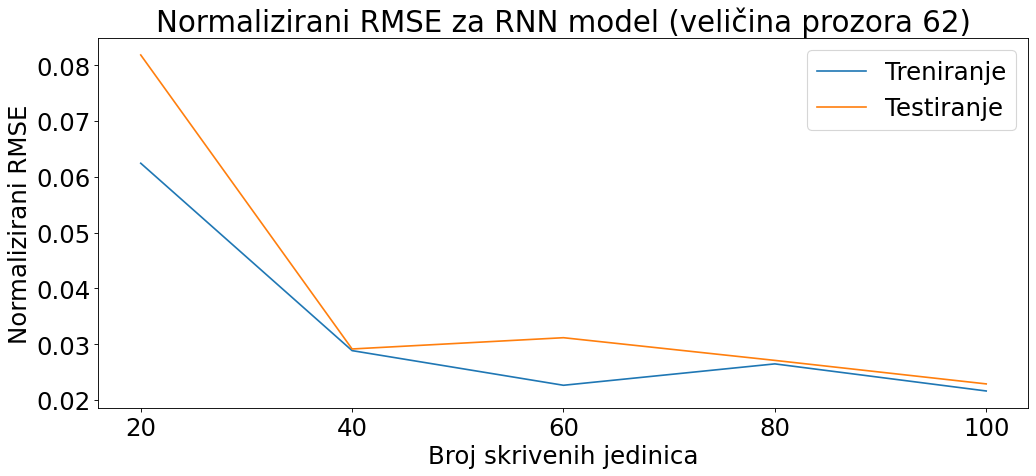 Normalizirani RMSE za RNN model (veličina prozora 62)
Treniranje
Testiranje
Normalizirani RMSE
0.08
0.07
0.06
0.05
0.04
0.03
0.02
20 40 60 80 100
Broj skrivenih jedinica